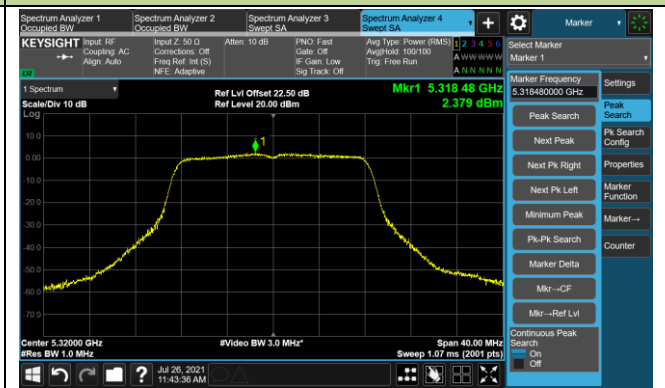 Spectrum Analyzer 1
Occupied BW
Spectrum Analyzer 2
Occupied BW
Spectrum Analyzer 3
Swept SA
Spectrum Analyzer 4
Swept SA
Marker
KEYSIGHT
Input: RF
Coupling: AC
Align: Auto
Input Z: 50 Ω
Corrections: Off
Freq Ref: Int (S)
NFE: Adaptive
Atten: 10 dB
PNO: Fast
Gate: Off
IF Gain: Low
Sig Track: Off
Avg Type: Power (RMS)
Avg|Hold: 100/100
Trig: Free Run
1 2 3 4 5 6
A W W W W W
A N N N N N
Select Marker
Marker 1
1 Spectrum
Scale/Div 10 dB
Log
Ref Lvl Offset 22.50 dB
Ref Level 20.00 dBm
Mkr1 5.318 48 GHz
2.379 dBm
Marker Frequency
5.318480000 GHz
Peak Search
Next Peak
Next Pk Right
Next Pk Left
Minimum Peak
Pk-Pk Search
Marker Delta
Mkr→CF
Mkr→Ref Lvl
Continuous Peak
Search
On
Off
Settings
Peak
Search
Pk Search
Config
Properties
Marker
Function
Marker→
Counter
10.0
0.00
-10.0
-20.0
-30.0
-40.0
-50.0
-60.0
-70.0
1
Center 5.32000 GHz
#Res BW 1.0 MHz
#Video BW 3.0 MHz*
Span 40.00 MHz
Sweep 1.07 ms (2001 pts)
Jul 26, 2021
11:43:36 AM